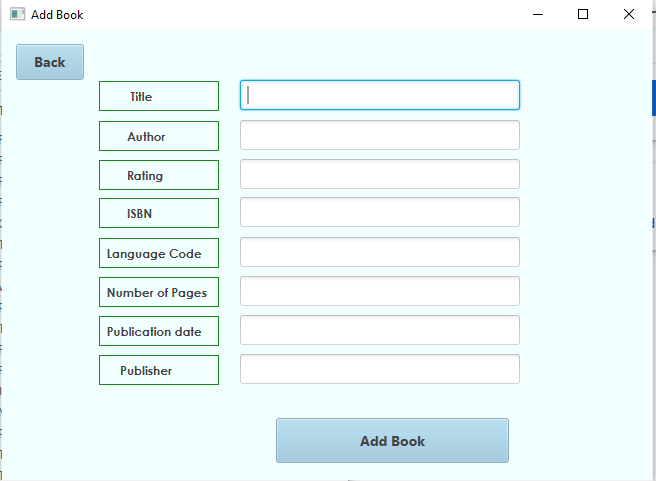 Add Book
Back
Title
Author
Rating
ISBN
Language Code
Number of Pages
Publication date
Publisher
Add Book